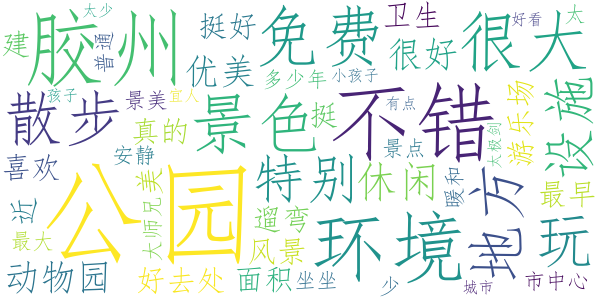 太少
建
胶州
普通
挺好
免费
卫生
好看
太
很大
优美
多少年
小孩子
很好
孩子
景美
宜人
散步
真的
景色
挺
不错
有点
景点
大悦剑
游乐场
设施
喜欢
安静
近
公园
大师兄
美
特别
休闲
暖和
地方
最早
遛弯
风景
环境
玩
最大
动物园
好去处
面积
坐坐
少
城市
市中心